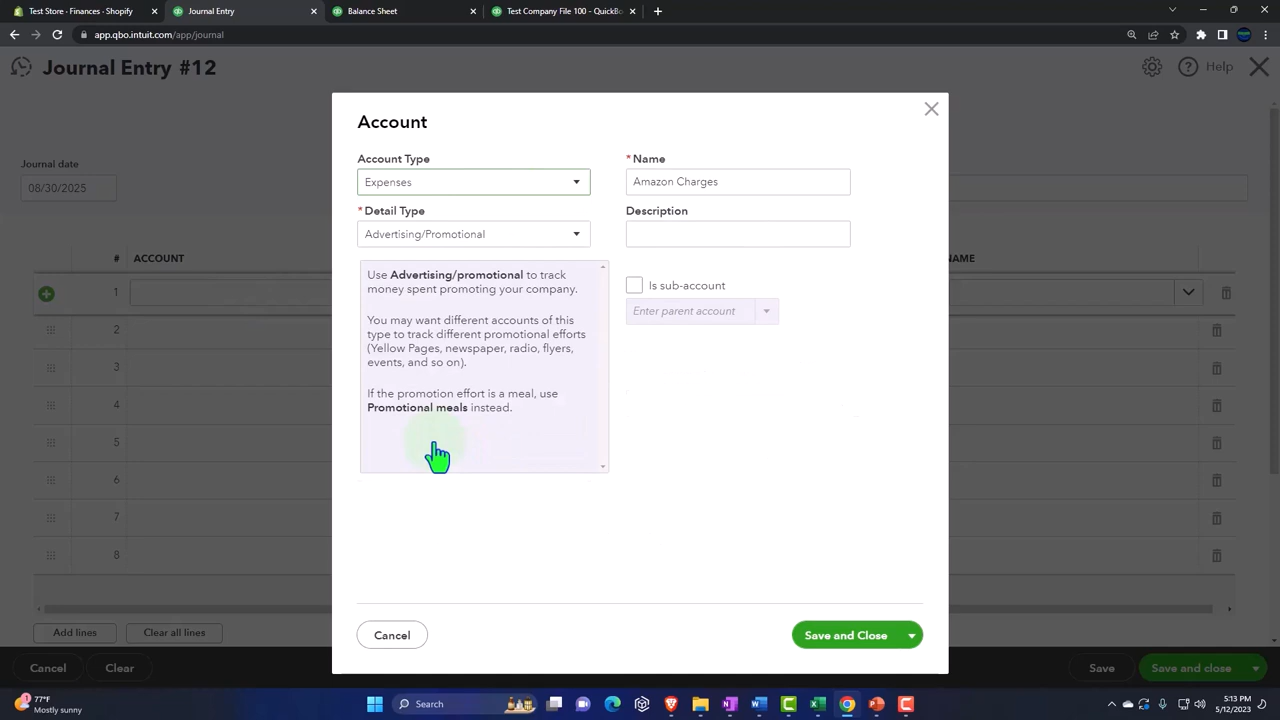 Test Store · Finances · Shopify
Journal Entry
Balance Sheet
Test Company File 100 - QuickBo
app.qbo.intuit.com/app/journal
Journal Entry #12
Help
Account
Account Type
* Name
Expenses
Amazon Charges
Journal date
08/30/2025
* Detail Type
Description
Advertising/Promotional
# ACCOUNT
NAME
Use Advertising/promotional to track
money spent promoting your company.
You may want different accounts of this
type to track different promotional efforts
(Yellow Pages, newspaper, radio, flyers,
events, and so on).
If the promotion effort is a meal, use
Promotional meals instead.
Is sub-account
Enter parent account
1
2
3
4
5
6
7
8
Add lines
Clear all lines
Cancel
Save and Close
Cancel
Clear
Save
Save and close
77°F
Mostly sunny
Search
5:13 PM
5/12/2023